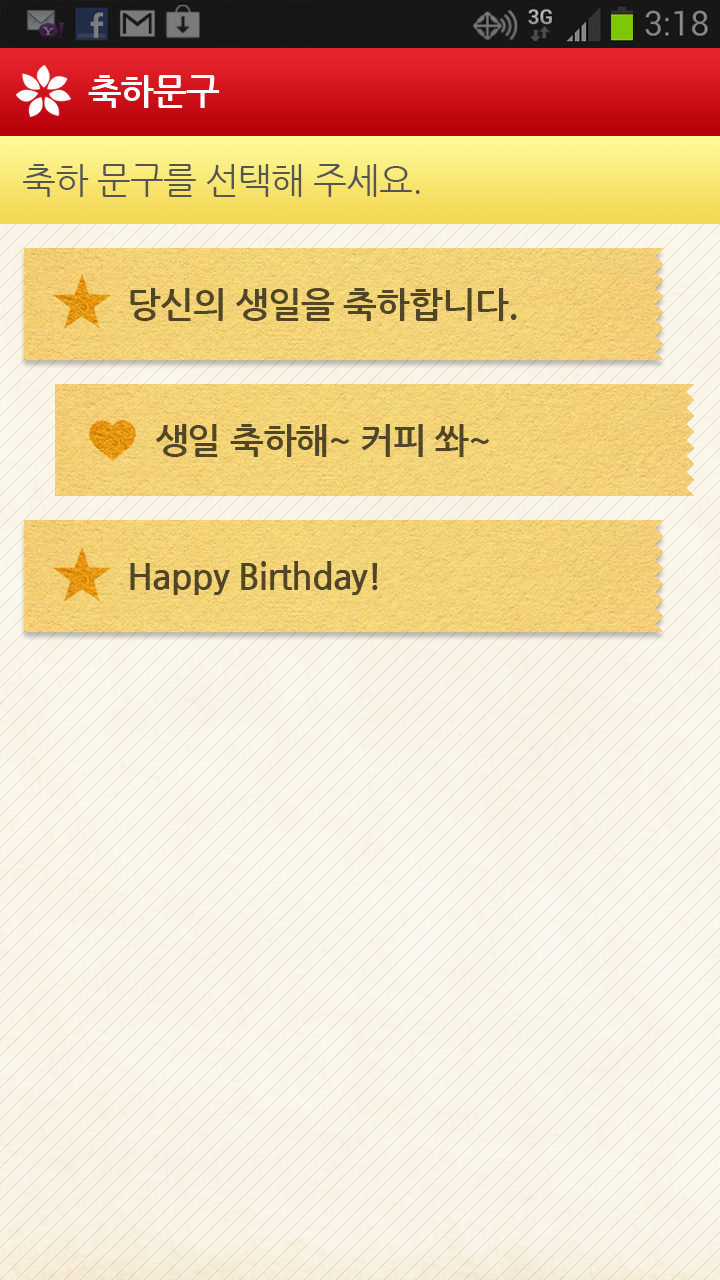 3G
3:18
축하문구
축하 문구를 선택해 주세요.
당신의 생일을 축하합니다.
생일 축하해~ 커피 쏴~
Happy Birthday!